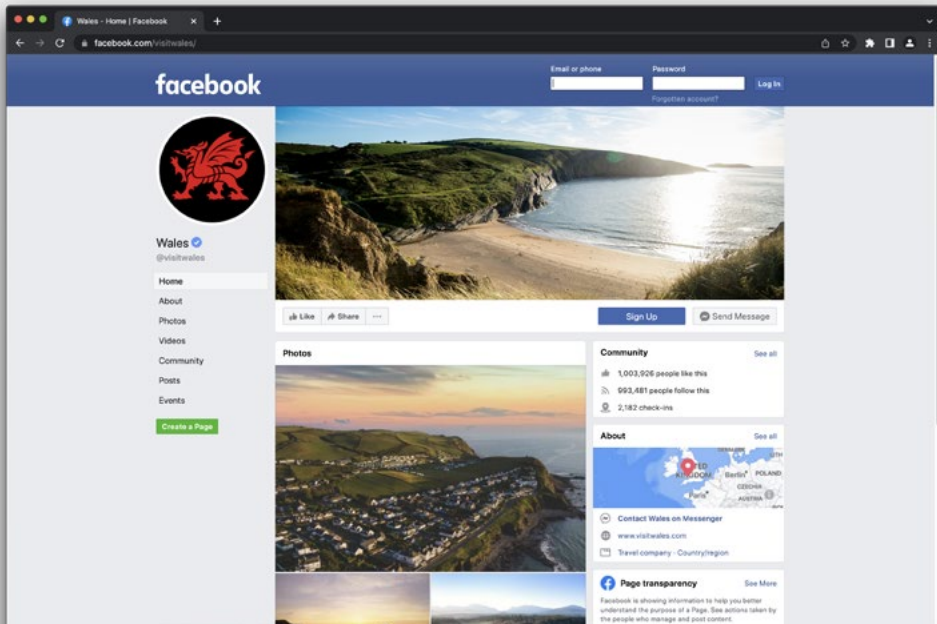 Wales - Home | Facebook
facebook.com/visitwales/
facebook
Email or phone
Password
Log In
Forgotten account?
Wales
@visitwales
Home
About
Photos
Videos
Community
Posts
Events
Create a Page
Like
Share
Sign Up
Send Message
Photos
Community
See all
1,003,926 people like this
993,481 people follow this
2,182 check-ins
About
See all
KINGDOM
Berlin
POLAND
Paris
CZECHIA
AUSTRIA
Contact Wales on Messenger
www.visitwales.com
Travel company · Country/region
Page transparency
See More
Facebook is showing information to help you better
understand the purpose of a Page. See actions taken by
the people who manage and post content.